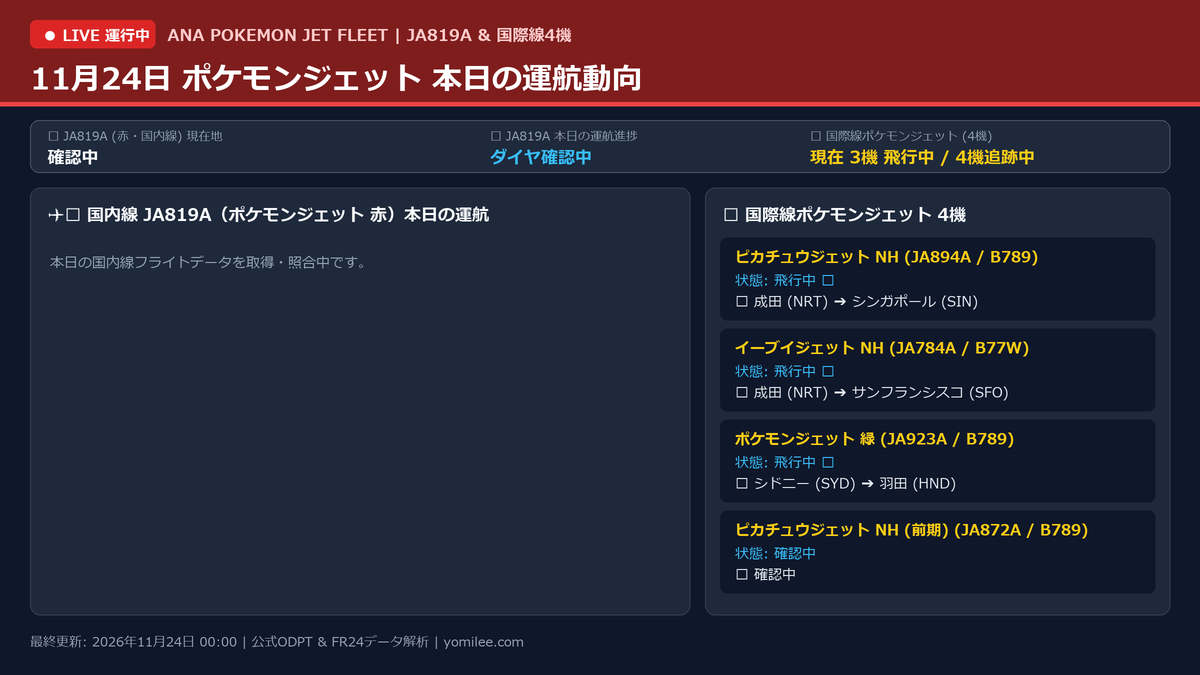 ● LIVE 運行中 ANA POKEMON JET FLEET | JA819A & 国際線4機
11月24日 ポケモンジェット 本日の運航動向
□ JA819A (赤・国内線) 現在地
確認中
□ JA819A 本日の運航進捗
ダイヤ確認中
□ 国際線ポケモンジェット (4機)
現在 3機 飛行中 / 4機追跡中
✈□ 国内線 JA819A（ポケモンジェット 赤）本日の運航
本日の国内線フライトデータを取得・照合中です。
□ 国際線ポケモンジェット 4機
ピカチュウジェット NH (JA894A / B789)
状態: 飛行中 □
□ 成田 (NRT) ➔ シンガポール (SIN)
イーブイジェット NH (JA784A / B77W)
状態: 飛行中 □
□ 成田 (NRT) ➔ サンフランシスコ (SFO)
ポケモンジェット 緑 (JA923A / B789)
状態: 飛行中 □
□ シドニー (SYD) ➔ 羽田 (HND)
ピカチュウジェット NH (前期) (JA872A / B789)
状態: 確認中
□ 確認中
最終更新: 2026年11月24日 00:00 | 公式ODPT & FR24データ解析 | yomilee.com